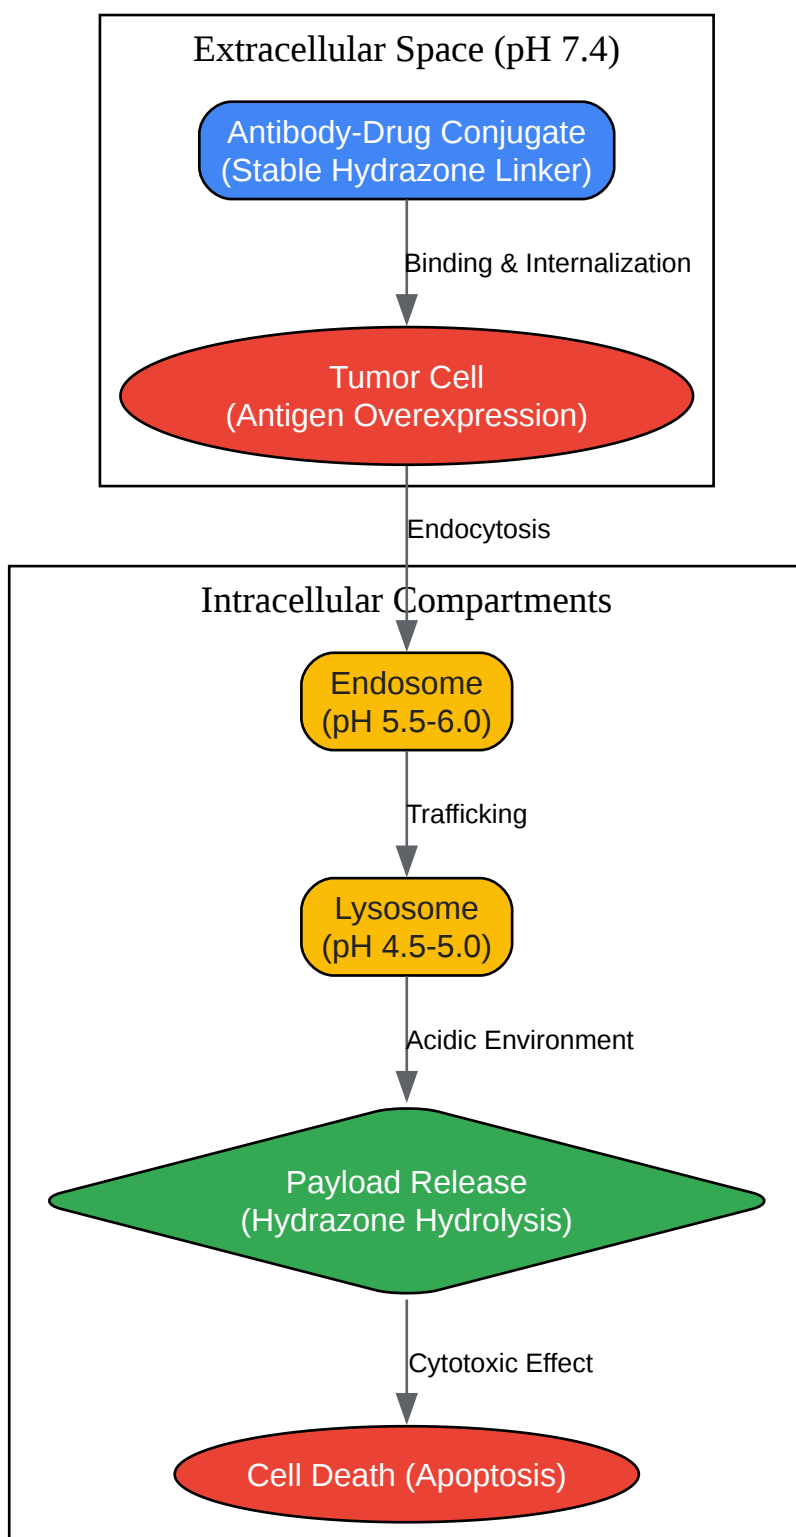 Extracellular Space (pH 7.4)
Antibody-Drug Conjugate
(Stable Hydrazone Linker)
Binding & Internalization
Tumor Cell
(Antigen Overexpression)
Endocytosis
Intracellular Compartments
Endosome
(pH 5.5-6.0)
Trafficking
Lysosome
(pH 4.5-5.0)
Acidic Environment
Payload Release
(Hydrazone Hydrolysis)
Cytotoxic Effect
Cell Death (Apoptosis)